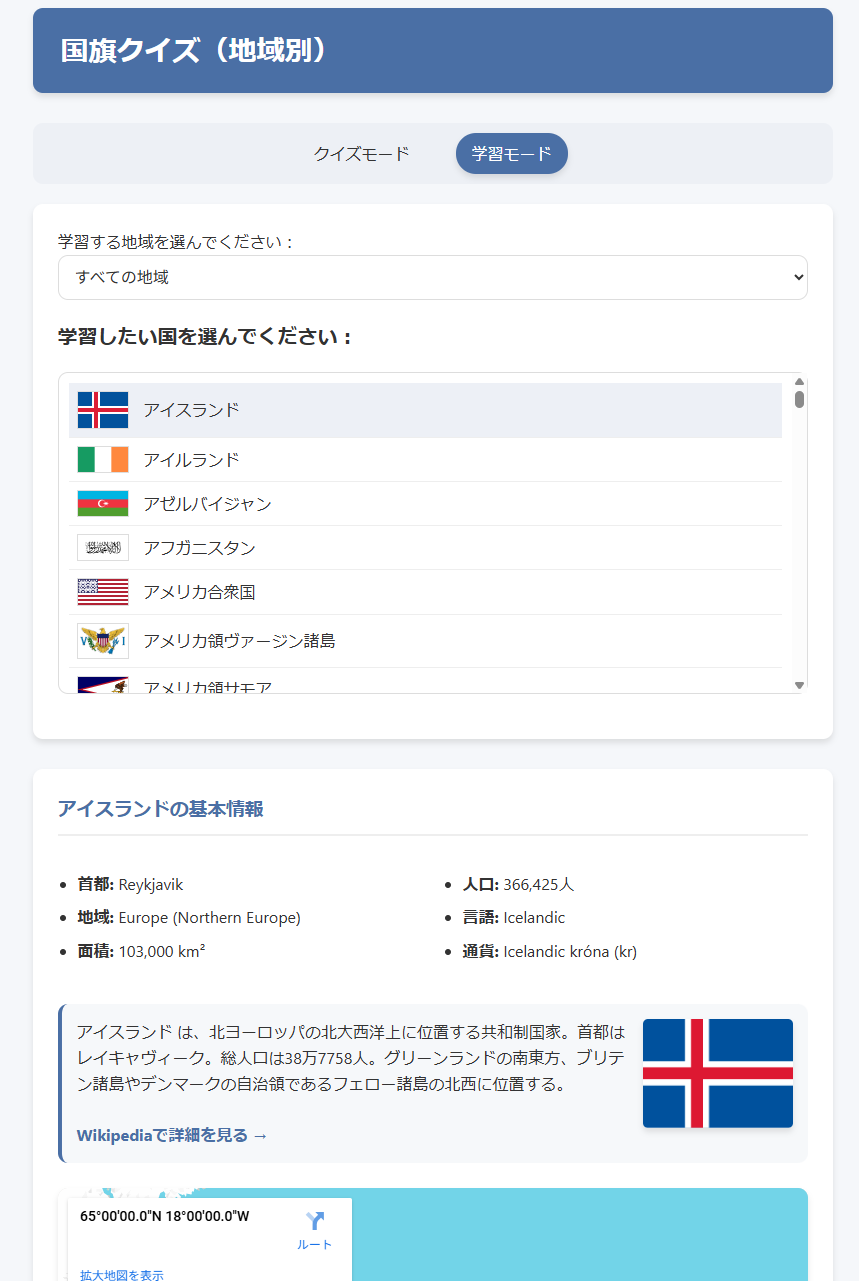 国旗クイズ（地域別）
クイズモード
学習モード
学習する地域を選んでください：
すべての地域
学習したい国を選んでください：
アイスランド
アイルランド
アゼルバイジャン
アフガニスタン
アメリカ合衆国
V I
アメリカ領ヴァージン諸島
アメリカ領サモア
アイスランドの基本情報
首都: Reykjavik
人口: 366,425人
地域: Europe (Northern Europe)
言語: Icelandic
面積: 103,000 km²
通貨: Icelandic króna (kr)
アイスランド は、北ヨーロッパの北大西洋上に位置する共和制国家。首都は
レイキャヴィーク。総人口は38万7758人。グリーンランドの南東方、ブリテ
ン諸島やデンマークの自治領であるフェロー諸島の北西に位置する。
Wikipediaで詳細を見る →
65°00'00.0"N 18°00'00.0"W
ルート
拡大地図を表示